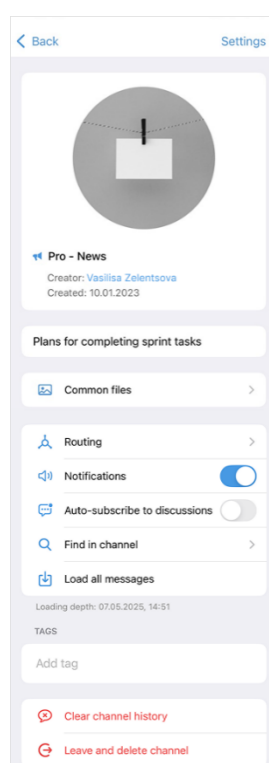 Back Settings
Pro - News
Creator: Vasilisa Zelentsova
Created: 10.01.2023
Plans for completing sprint tasks
Common files
Routing
Notifications
Auto-subscribe to discussions
Find in channel
Load all messages
Loading depth: 07.05.2025, 14:51
TAGS
Add tag
Clear channel history
Leave and delete channel